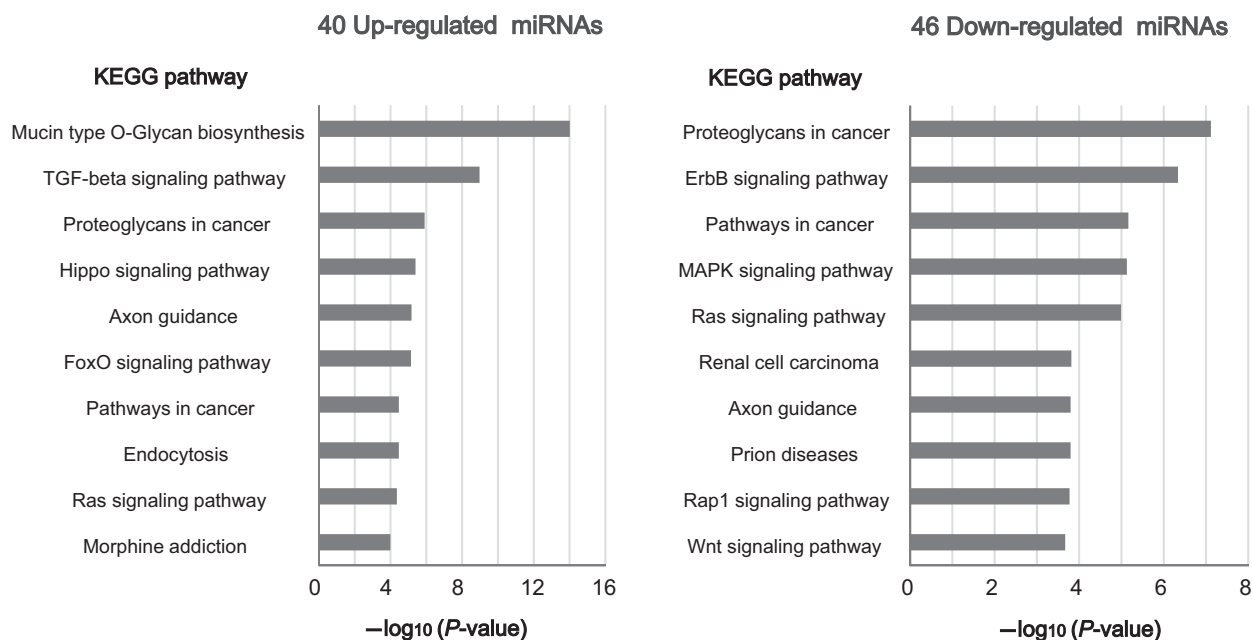 40 Up-regulated miRNAs
KEGG pathway
Mucin type O-Glycan biosynthesis
TGF-beta signaling pathway
Proteoglycans in cancer
Hippo signaling pathway
Axon guidance
FoxO signaling pathway
Pathways in cancer
Endocytosis
Ras signaling pathway
Morphine addiction
0 4 8 12 16
—log10 (P-value)
46 Down-regulated miRNAs
KEGG pathway
Proteoglycans in cancer
ErbB signaling pathway
Pathways in cancer
MAPK signaling pathway
Ras signaling pathway
Renal cell carcinoma
Axon guidance
Prion diseases
Rap1 signaling pathway
Wnt signaling pathway
0 2 4 6 8
—log10 (P-value)